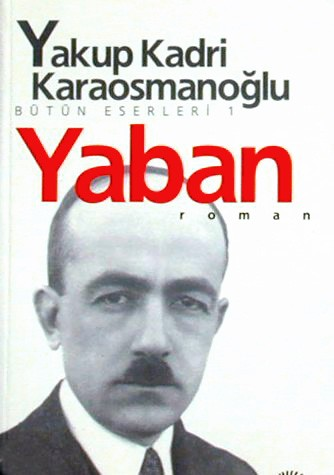 Yakup Kadri
Karaosmanoğlu
BÜTÜN ESERLERİ 1
Yaban
roman